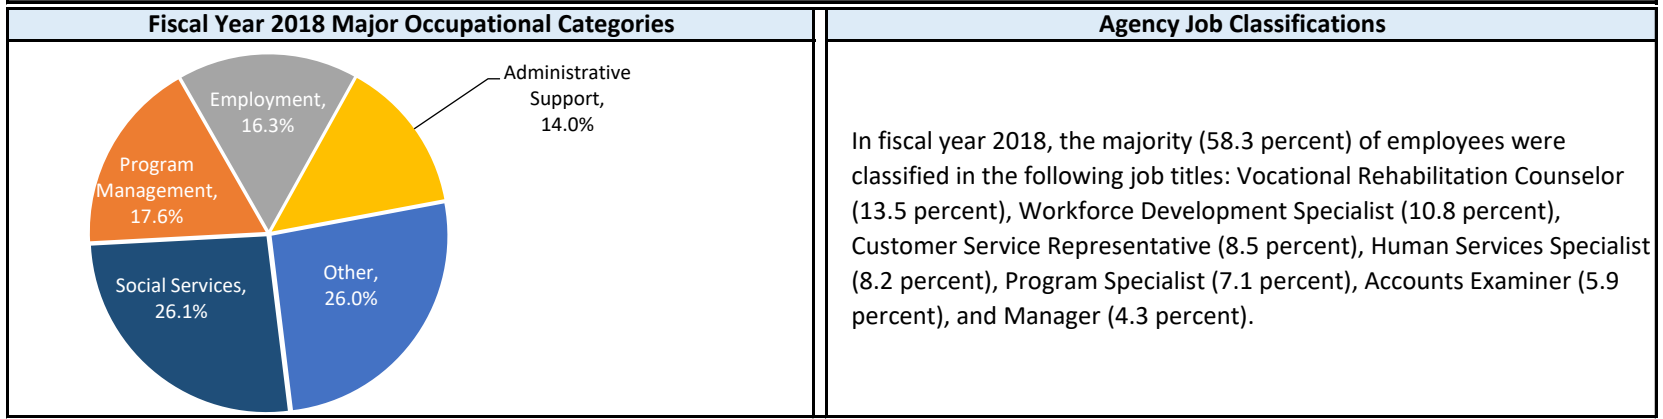 Fiscal Year 2018 Major Occupational Categories
Employment,
16.3%
Administrative
Support,
14.0%
Program
Management,
17.6%
Social Services,
26.1%
Other,
26.0%
Agency Job Classifications
In fiscal year 2018, the majority (58.3 percent) of employees were
classified in the following job titles: Vocational Rehabilitation Counselor
(13.5 percent), Workforce Development Specialist (10.8 percent),
Customer Service Representative (8.5 percent), Human Services Specialist
(8.2 percent), Program Specialist (7.1 percent), Accounts Examiner (5.9
percent), and Manager (4.3 percent).